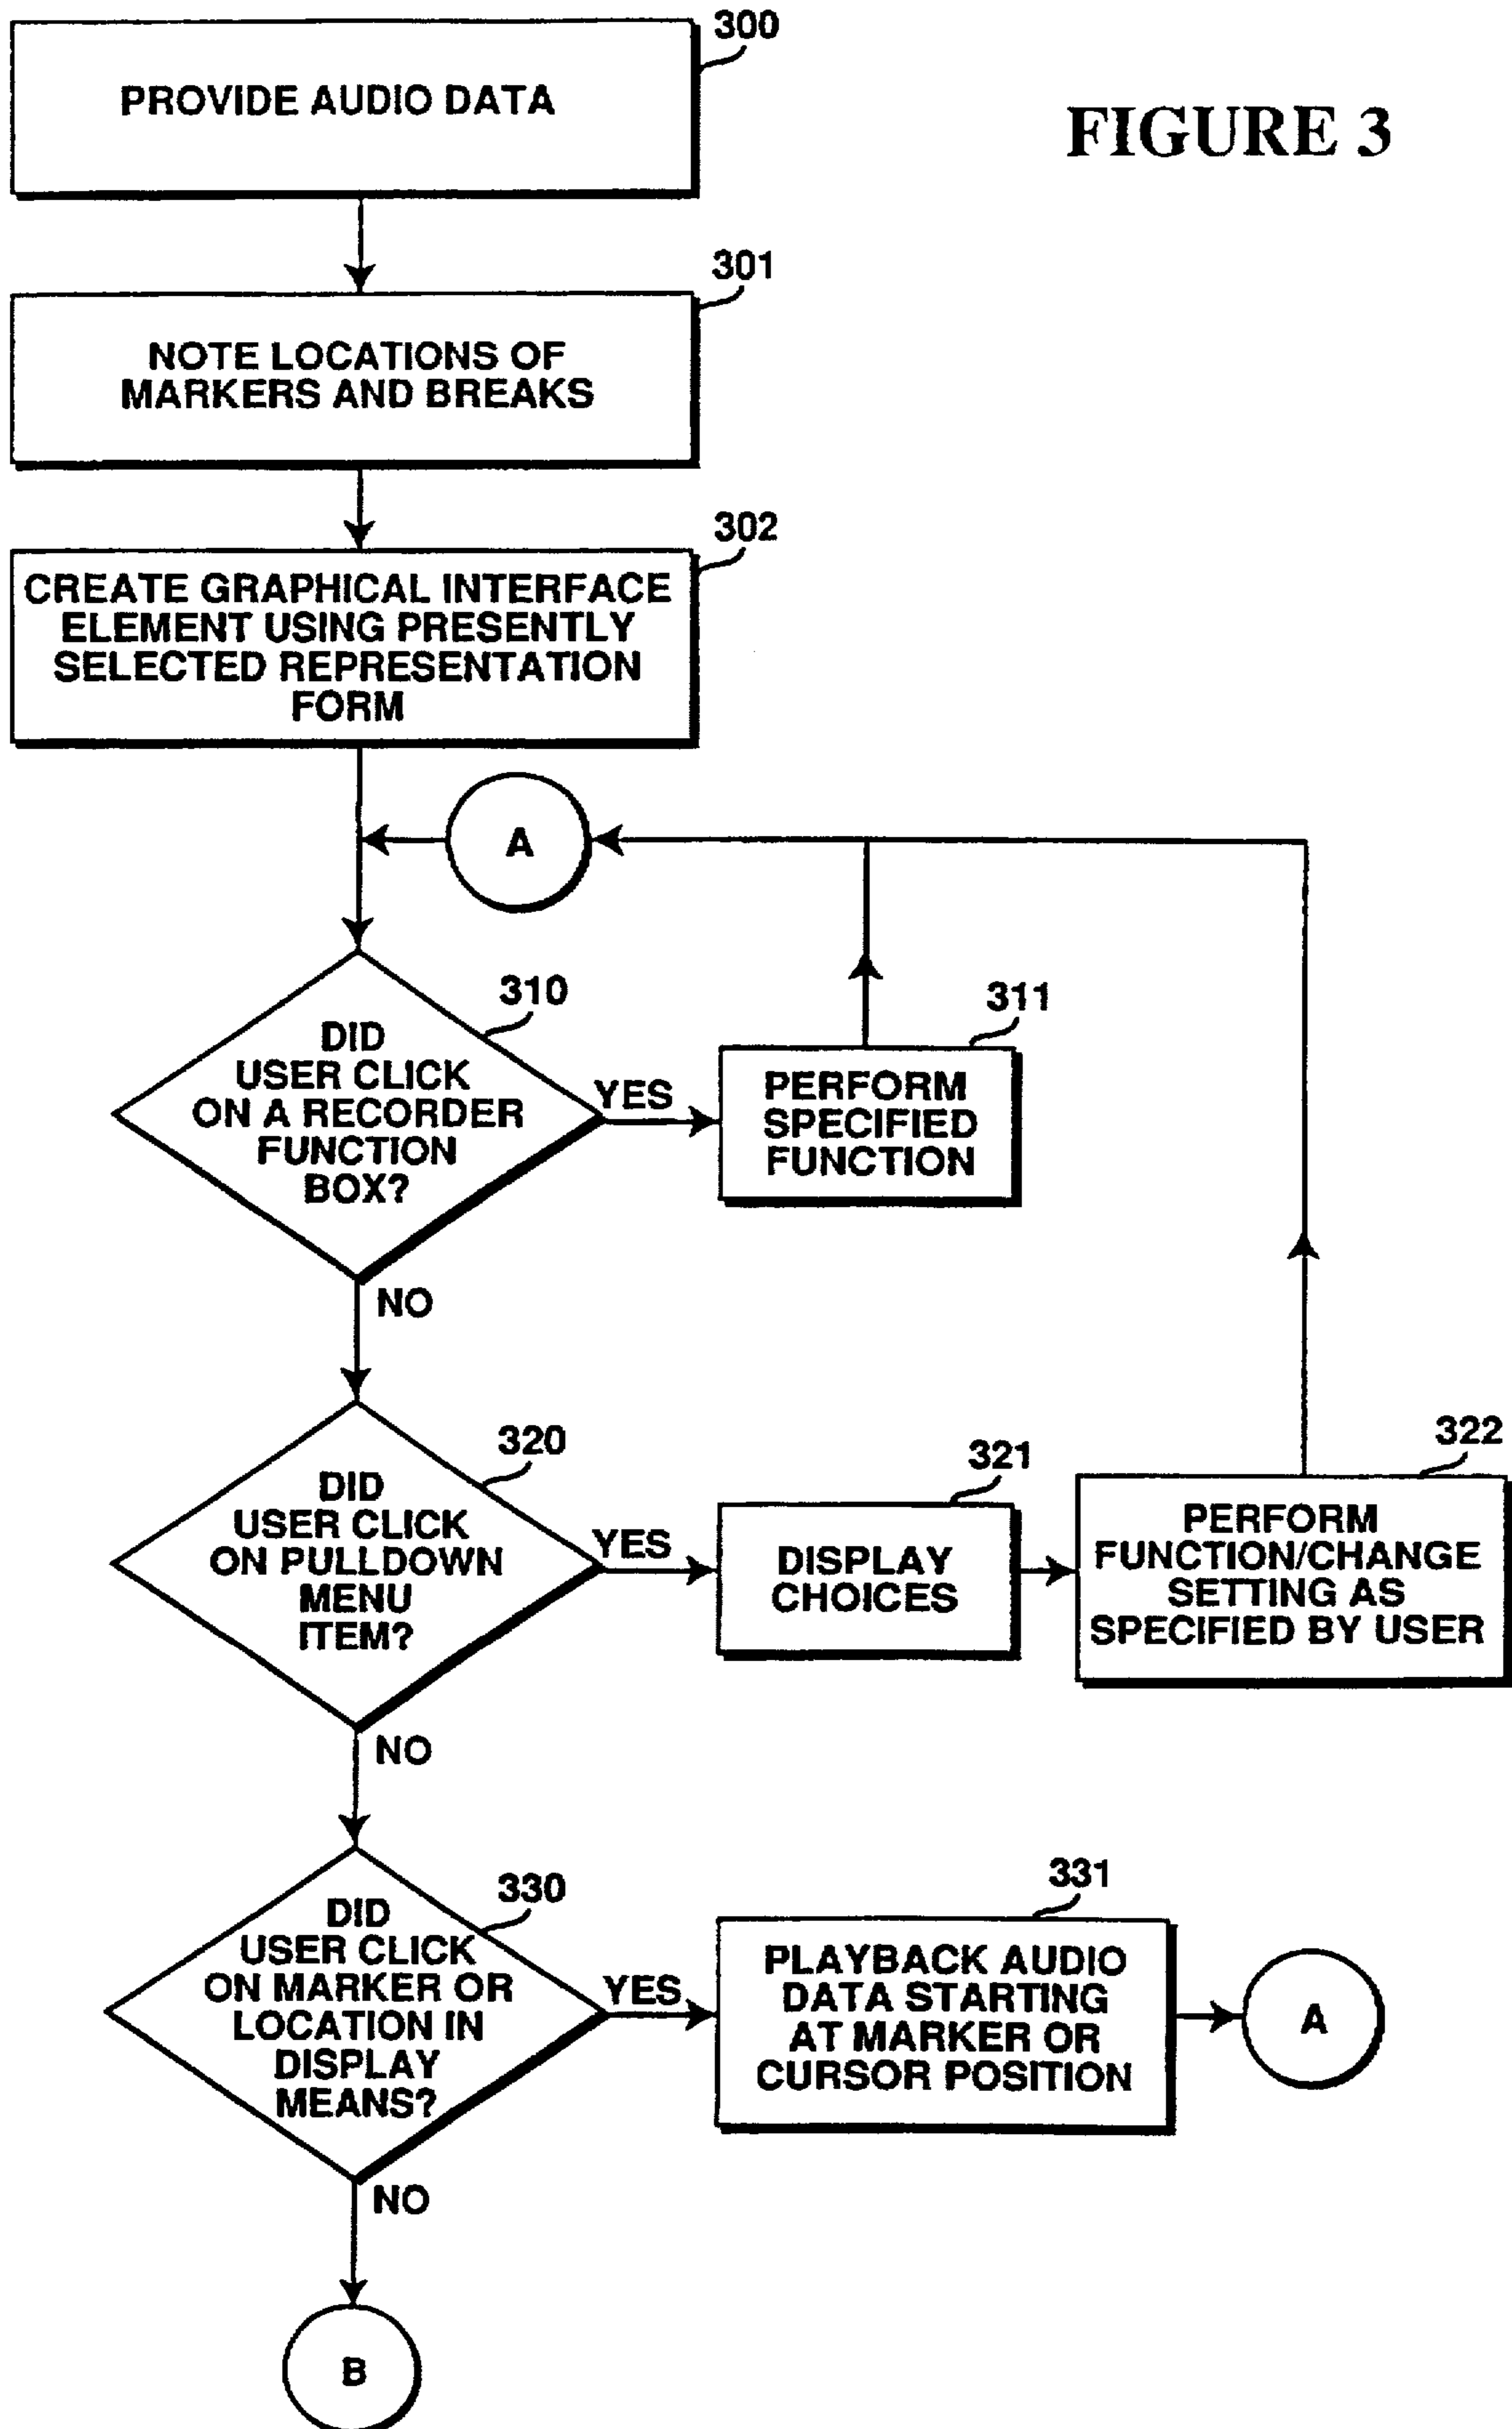 300
PROVIDE AUDIO DATA
FIGURE 3
301
NOTE LOCATIONS OF
MARKERS AND BREAKS
302
CREATE GRAPHICAL INTERFACE
ELEMENT USING PRESENTLY
SELECTED REPRESENTATION
FORM
A
310
DID
USER CLICK
ON A RECORDER
FUNCTION
BOX?
YES
311
PERFORM
SPECIFIED
FUNCTION
NO
320
DID
USER CLICK
ON PULLDOWN
MENU
ITEM?
YES
321
DISPLAY
CHOICES
322
PERFORM
FUNCTION/CHANGE
SETTING AS
SPECIFIED BY USER
NO
330
DID
USER CLICK
ON MARKER OR
LOCATION IN
DISPLAY
MEANS?
YES
331
PLAYBACK AUDIO
DATA STARTING
AT MARKER OR
CURSOR POSITION
A
NO
B